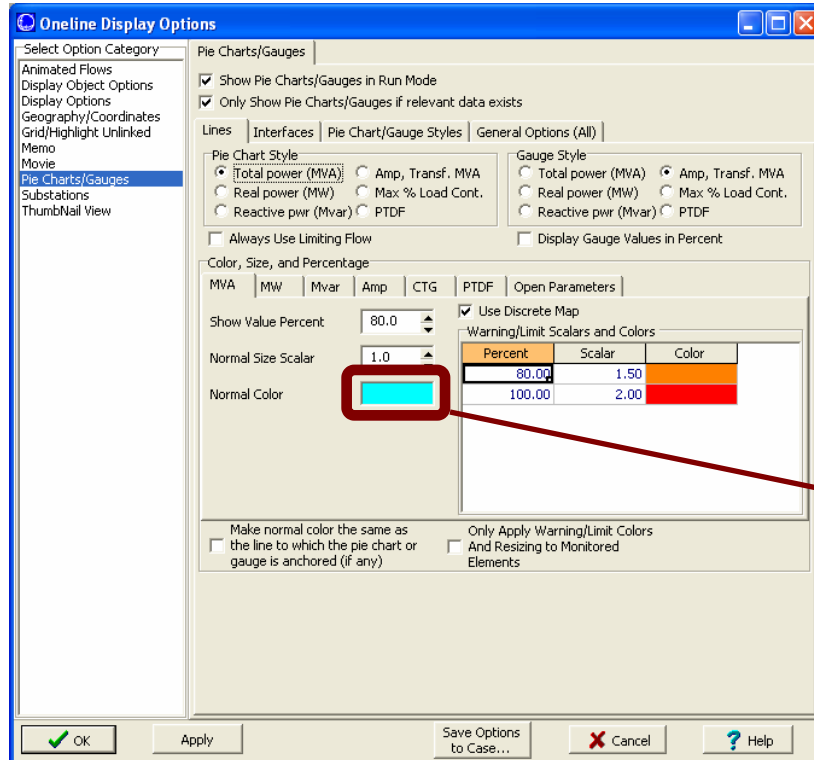 Oneline Display Options
Select Option Category
Animated Flows
Display Object Options
Display Options
Geography/Coordinates
Grid/Highlight Unlinked
Memo
Movie
Pie Charts/Gauges
Substations
ThumbNail View
Pie Charts/Gauges
Show Pie Charts/Gauges in Run Mode
Only Show Pie Charts/Gauges if relevant data exists
Lines Interfaces Pie Chart/Gauge Styles General Options (All)
Pie Chart Style
Total power (MVA) Amp, Transf. MVA
Real power (MW) Max % Load Cont.
Reactive pwr (Mvar) PTDF
Gauge Style
Total power (MVA) Amp, Transf. MVA
Real power (MW) Max % Load Cont.
Reactive pwr (Mvar) PTDF
Always Use Limiting Flow
Display Gauge Values in Percent
Color, Size, and Percentage
MVA MW Mvar Amp CTG PTDF Open Parameters
Show Value Percent 80.0
Normal Size Scalar 1.0
Normal Color
Use Discrete Map
Warning/Limit Scalars and Colors
Percent Scalar Color
80.00 1.50
100.00 2.00
Make normal color the same as
the line to which the pie chart or
gauge is anchored (if any)
Only Apply Warning/Limit Colors
And Resizing to Monitored
Elements
OK
Apply
Save Options
to Case...
Cancel
? Help